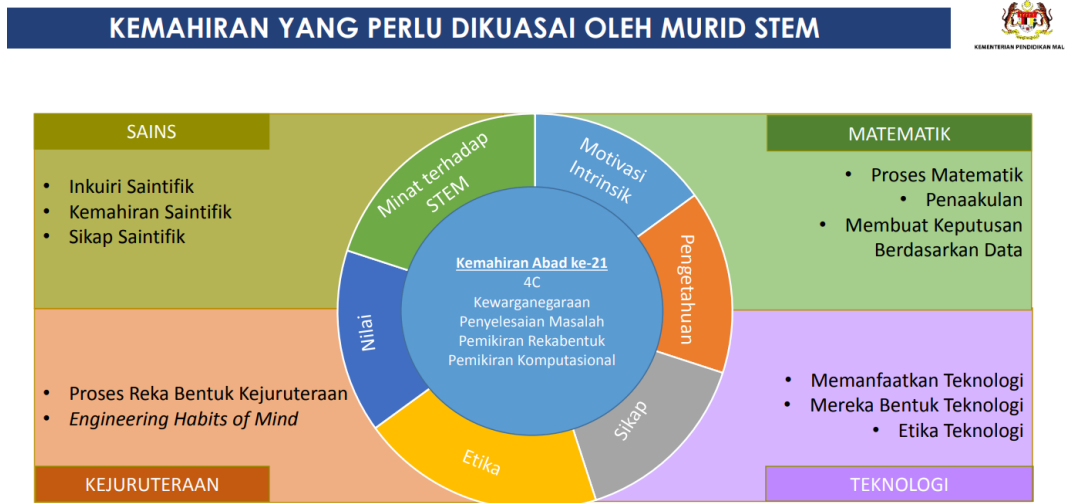 KEMAHIRAN YANG PERLU DIKUASAI OLEH MURID STEM
KEMENTERIAN PENDIDIKAN MAL
SAINS
• Inkuiri Saintifik
• Kemahiran Saintifik
• Sikap Saintifik
MATEMATIK
• Proses Matematik
• Penaakulan
• Membuat Keputusan
Berdasarkan Data
Minat terhadap
STEM
Motivasi
Intrinsik
Pengetahuan
Sikap
Etika
Nilai
Kemahiran Abad ke-21
4C
Kewarganegaraan
Penyelesaian Masalah
Pemikiran Rekabentuk
Pemikiran Komputasional
• Proses Reka Bentuk Kejuruteraan
• Engineering Habits of Mind
KEJURUTERAAN
• Memanfaatkan Teknologi
• Mereka Bentuk Teknologi
• Etika Teknologi
TEKNOLOGI